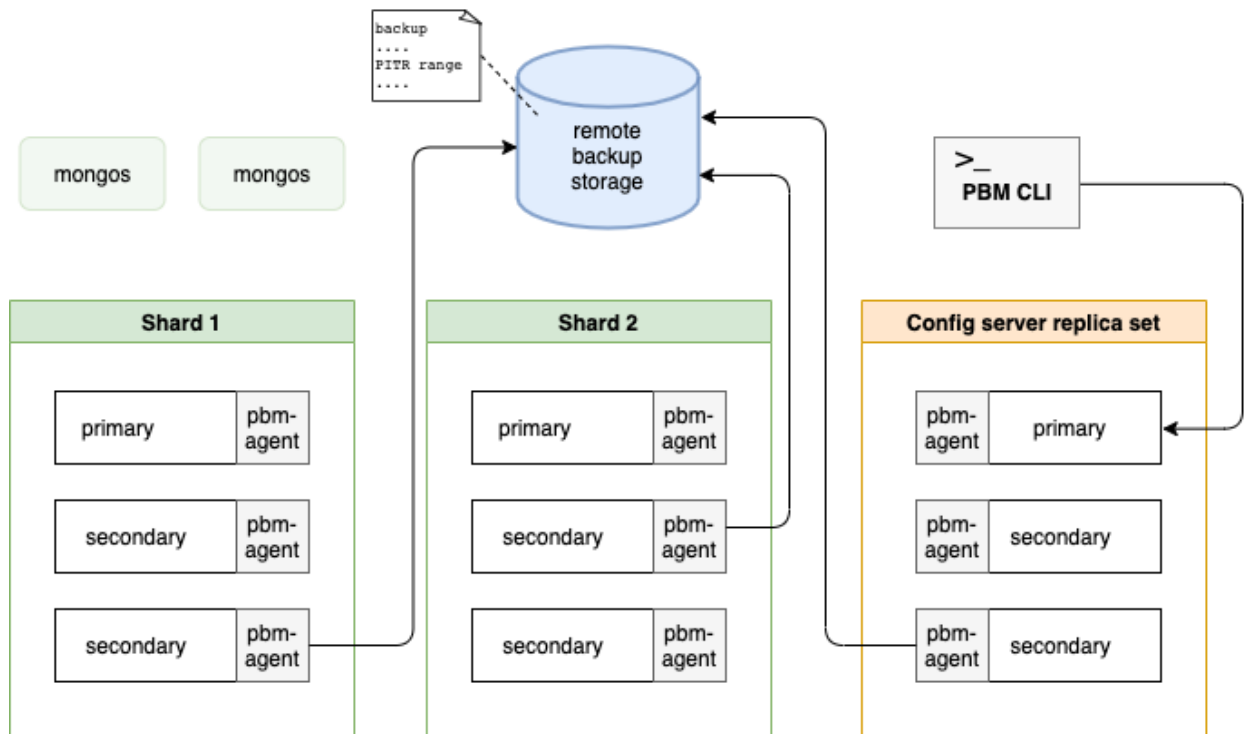 backup
....
PITR range
....
remote
backup
storage
mongos
mongos
>_
PBM CLI
Shard 1
primary
pbm-
agent
secondary
pbm-
agent
secondary
pbm-
agent
Shard 2
primary
pbm-
agent
secondary
pbm-
agent
secondary
pbm-
agent
Config server replica set
pbm-
agent
primary
pbm-
agent
secondary
pbm-
agent
secondary